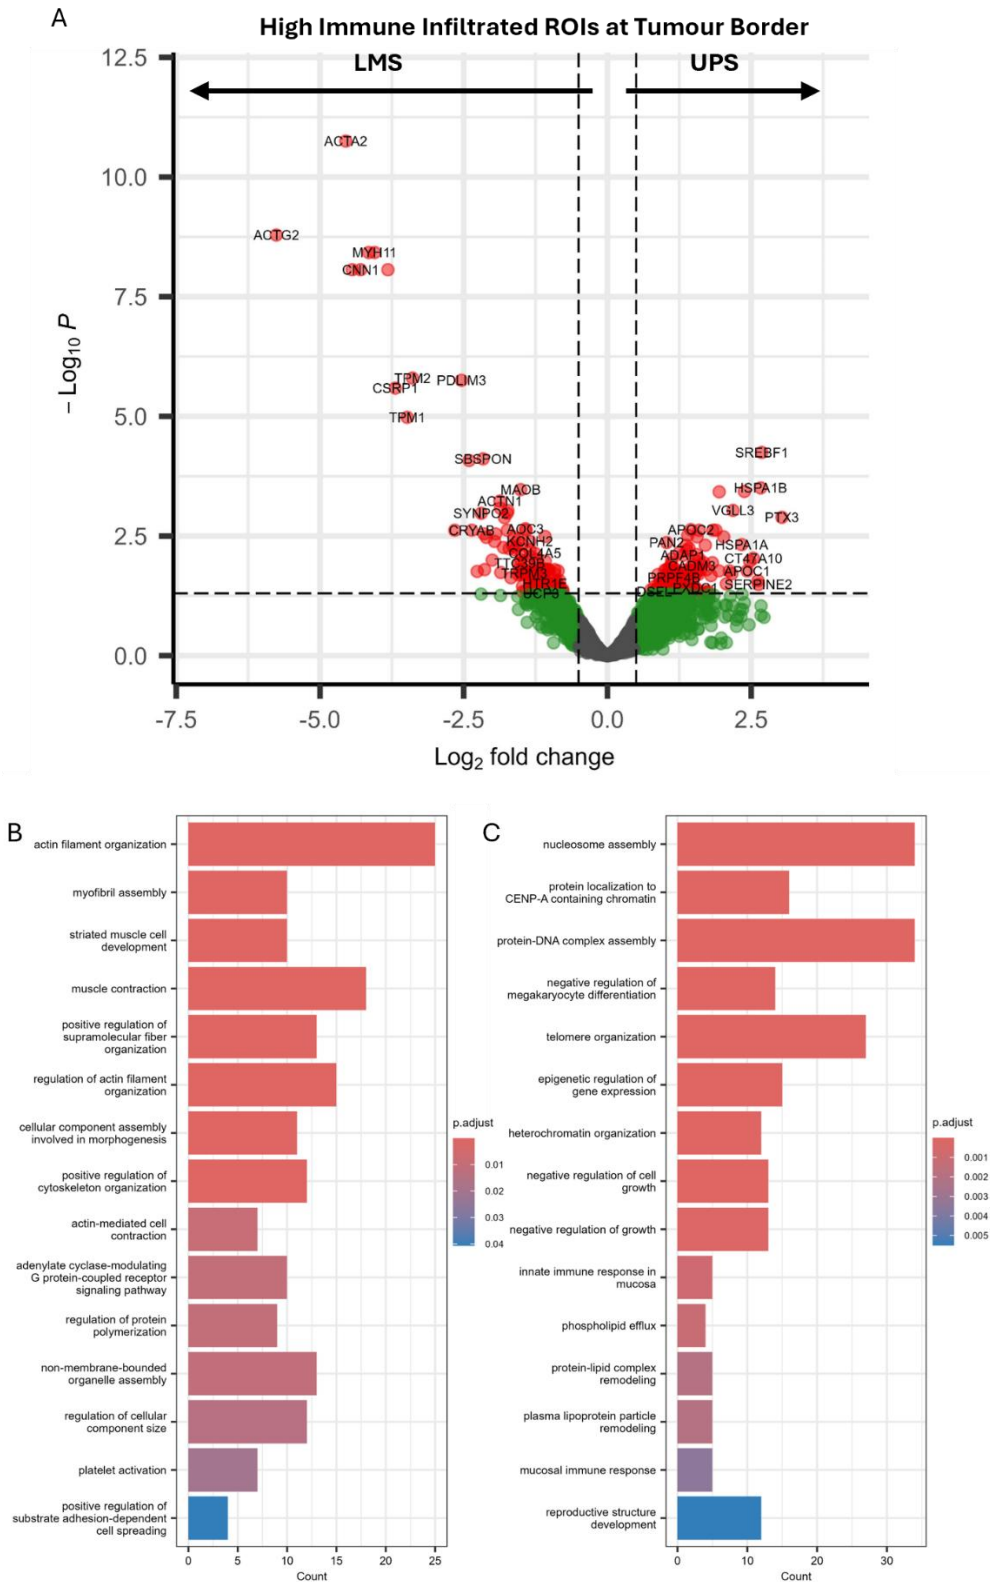 A
High Immune Infiltrated ROIs at Tumour Border
LMS
UPS
12.5
10.0
7.5
5.0
2.5
0.0
– Log10 P
ACTA2
ACTG2
MYH11
CNN1
TPM2
PDLIM3
CSRP1
TPM1
SBSPON
MAOB
ACTN1
SYNPO2
CRYAB
AOC3
KCNH2
COL4A5
TTC39B
TRPM3
HTR1E
UCP3
SREBF1
HSPA1B
VGLL3
PTX3
APOC2
PAN2
HSPA1A
ADAP1
CT47A10
CADM3
APOC1
PRPF4B
SERPINE2
PXDC1
DSEL
-7.5
-5.0
-2.5
0.0
2.5
Log2 fold change
B
actin filament organization
myofibril assembly
striated muscle cell
development
muscle contraction
positive regulation of
supramolecular fiber
organization
regulation of actin filament
organization
cellular component assembly
involved in morphogenesis
positive regulation of
cytoskeleton organization
actin-mediated cell
contraction
adenylate cyclase-modulating
G protein-coupled receptor
signaling pathway
regulation of protein
polymerization
non-membrane-bounded
organelle assembly
regulation of cellular
component size
platelet activation
positive regulation of
substrate adhesion-dependent
cell spreading
0
5
10
15
20
25
Count
p.adjust
0.01
0.02
0.03
0.04
C
nucleosome assembly
protein localization to
CENP-A containing chromatin
protein-DNA complex assembly
negative regulation of
megakaryocyte differentiation
telomere organization
epigenetic regulation of
gene expression
heterochromatin organization
negative regulation of cell
growth
negative regulation of growth
innate immune response in
mucosa
phospholipid efflux
protein-lipid complex
remodeling
plasma lipoprotein particle
remodeling
mucosal immune response
reproductive structure
development
0
10
20
30
Count
p.adjust
0.001
0.002
0.003
0.004
0.005